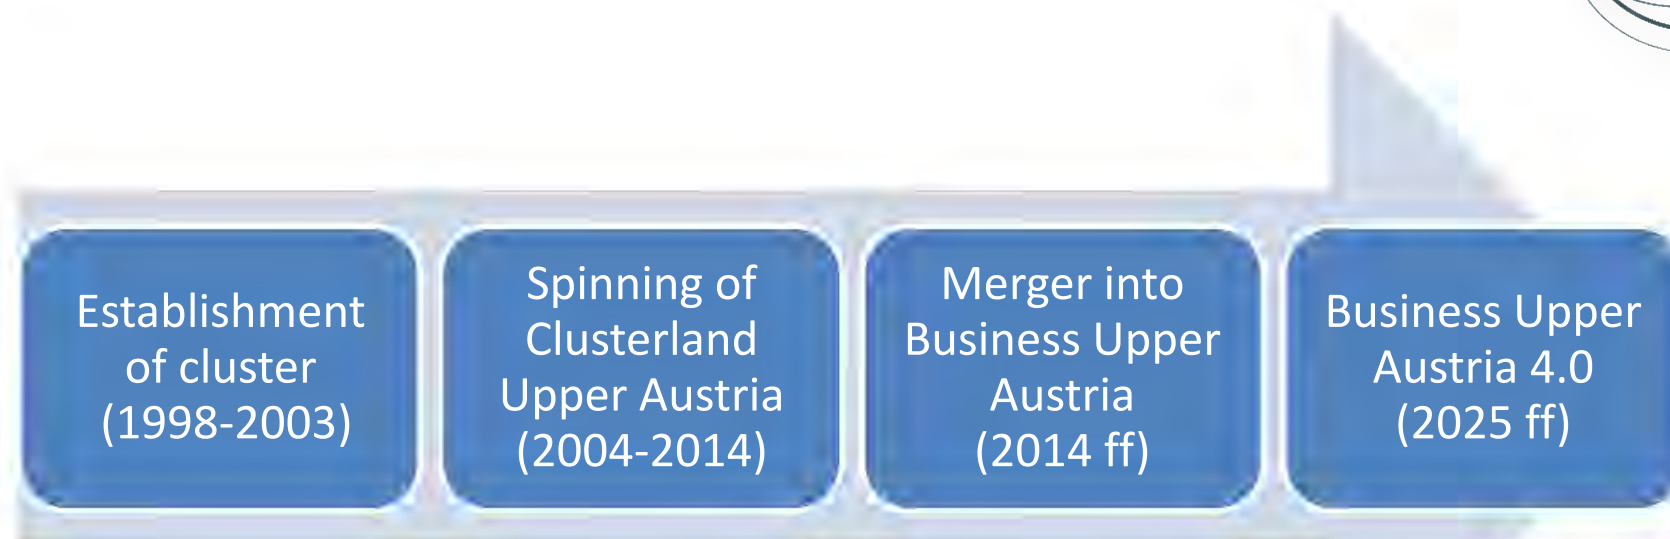 Establishment
of cluster
(1998-2003)
Spinning of
Clusterland
Upper Austria
(2004-2014)
Merger into
Business Upper
Austria
(2014 ff)
Business Upper
Austria 4.0
(2025 ff)